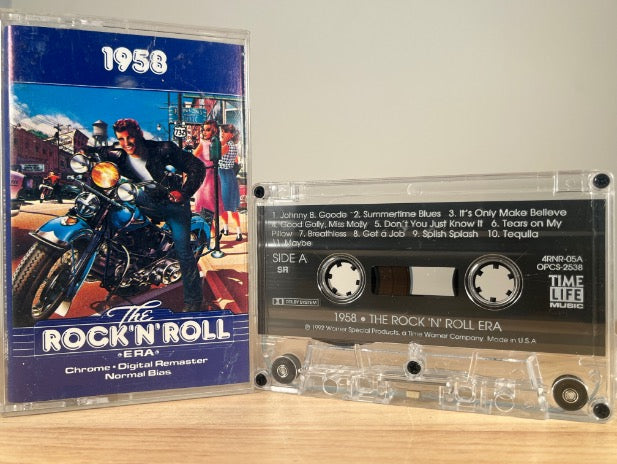 1958
The
ROCK'N'ROLL
• ERA •
Chrome • Digital Remaster
Normal Bias
1. Johnny B. Goode 2. Summertime Blues 3. It's Only Make Believe
4. Good Golly, Miss Molly 5. Don't You Just Know It 6. Tears on My
Pillow 7. Breathless 8. Get a Job 9. Splish Splash 10. Tequila
11. Maybe
SIDE A
SR
4RNR-05A
OPCS-2538
DOLBY SYSTEM
TIME
LIFE
MUSIC
1958 • THE ROCK 'N' ROLL ERA
© 1992 Warner Special Products, a Time Warner Company. Made in U.S.A